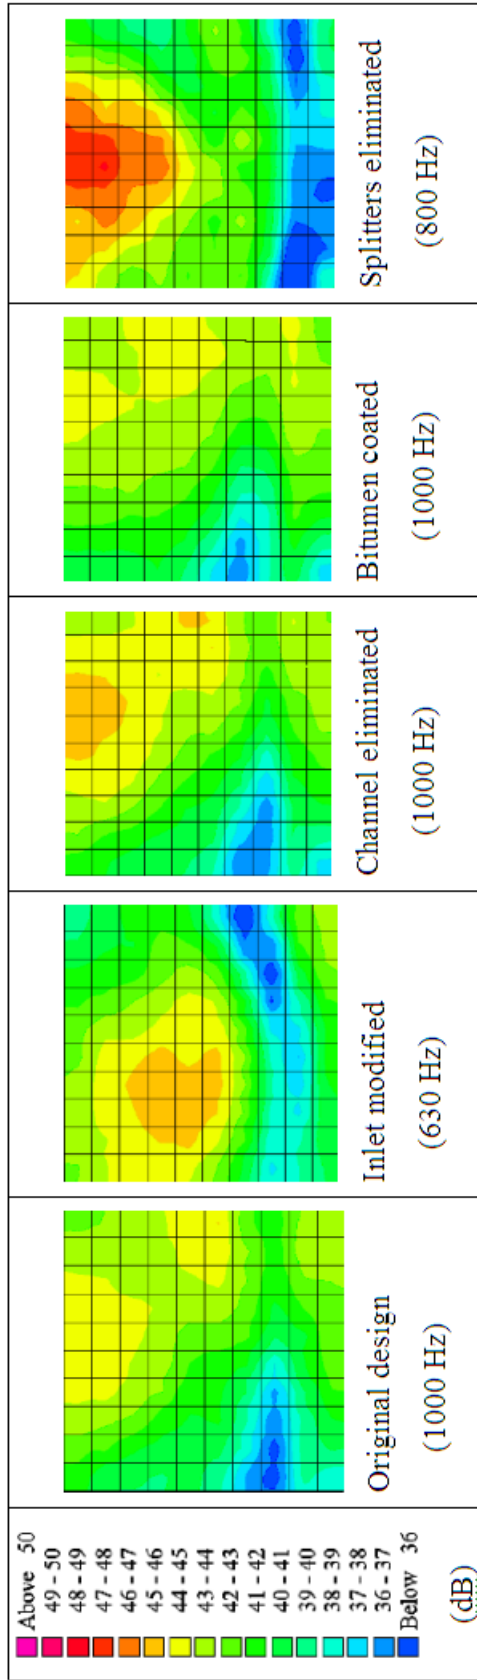 Above 50
49 - 50
48 - 49
47 - 48
46 - 47
45 - 46
44 - 45
43 - 44
42 - 43
41 - 42
40 - 41
39 - 40
38 - 39
37 - 38
36 - 37
Below 36
(dB)
Original design
(1000 Hz)
Inlet modified
(630 Hz)
Channel eliminated
(1000 Hz)
Bitumen coated
(1000 Hz)
Splitters eliminated
(800 Hz)